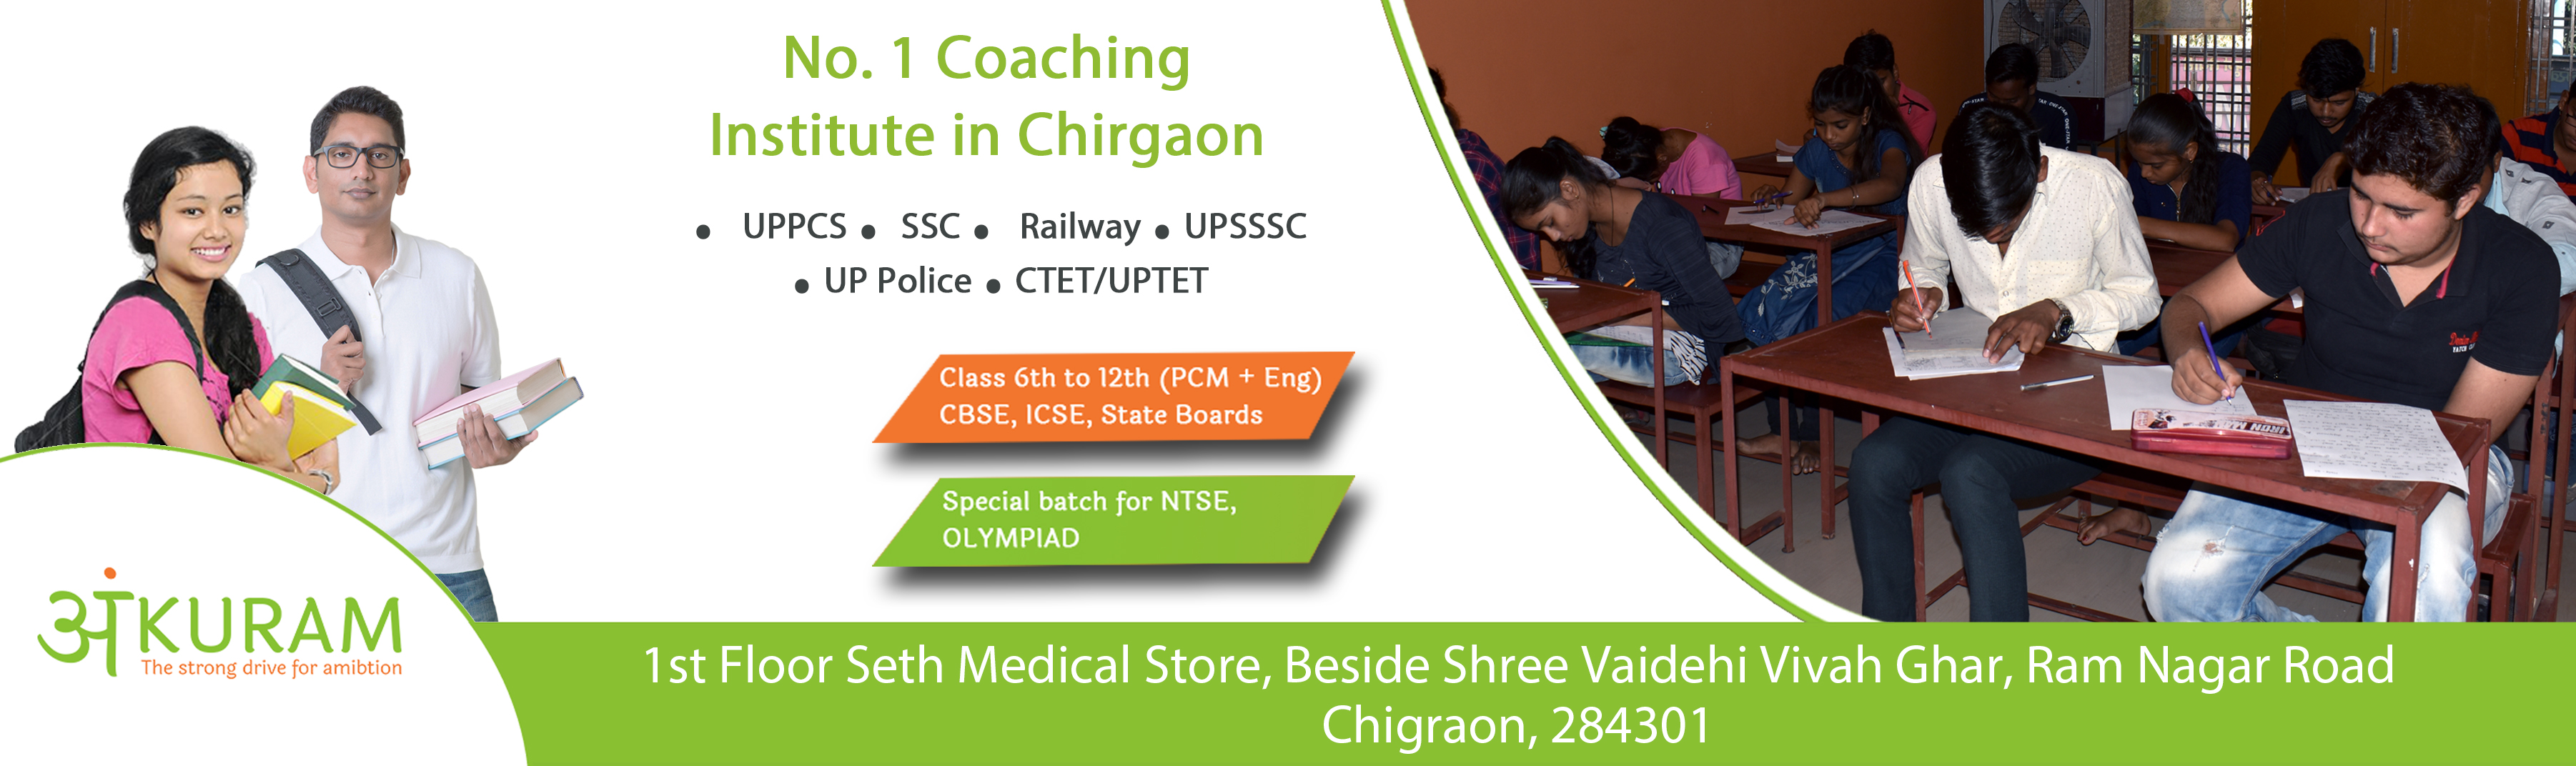 No. 1 Coaching
Institute in Chirgaon
• UPPCS • SSC • Railway • UPSSSC
• UP Police • CTET/UPTET
Class 6th to 12th (PCM + Eng)
CBSE, ICSE, State Boards
Special batch for NTSE,
OLYMPIAD
अंKURAM
The strong drive for amibtion
1st Floor Seth Medical Store, Beside Shree Vaidehi Vivah Ghar, Ram Nagar Road
Chigraon, 284301